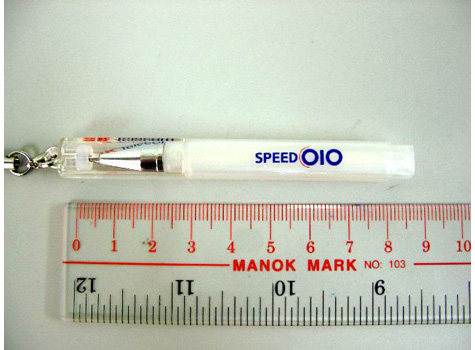 SPEED OIO
0 1 2 3 4 5 6 7 8 9 10
MANOK MARK NO: 103
12 11 10 9